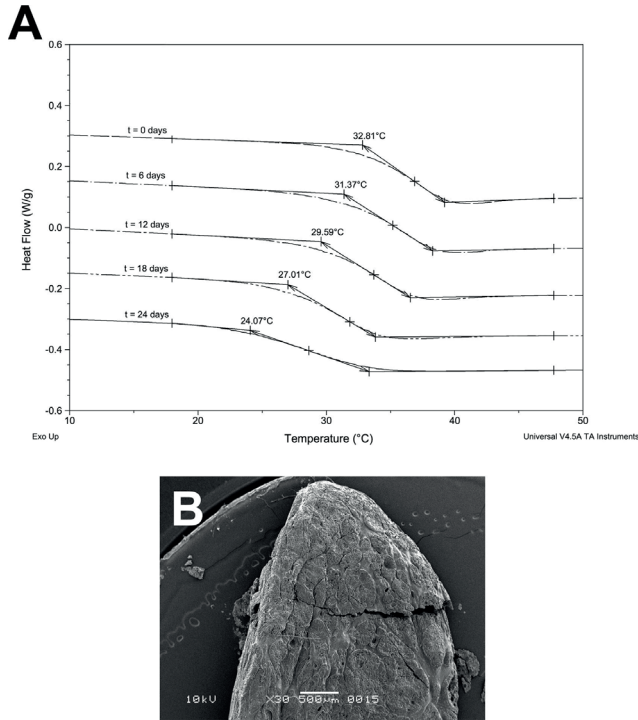 A
0.6
0.4
0.2
0.0
-0.2
-0.4
-0.6
Heat Flow (W/g)
t = 0 days
32.81°C
t = 6 days
31.37°C
t = 12 days
29.59°C
t = 18 days
27.01°C
t = 24 days
24.07°C
10 20 30 40 50
Exo Up Temperature (°C) Universal V4.5A TA Instruments
B
10kV X30 500μm 0015